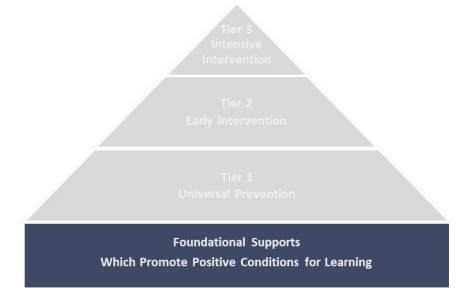 Tier 3
Intensive
Intervention
Tier 2
Early Intervention
Tier 1
Universal Prevention
Foundational Supports
Which Promote Positive Conditions for Learning